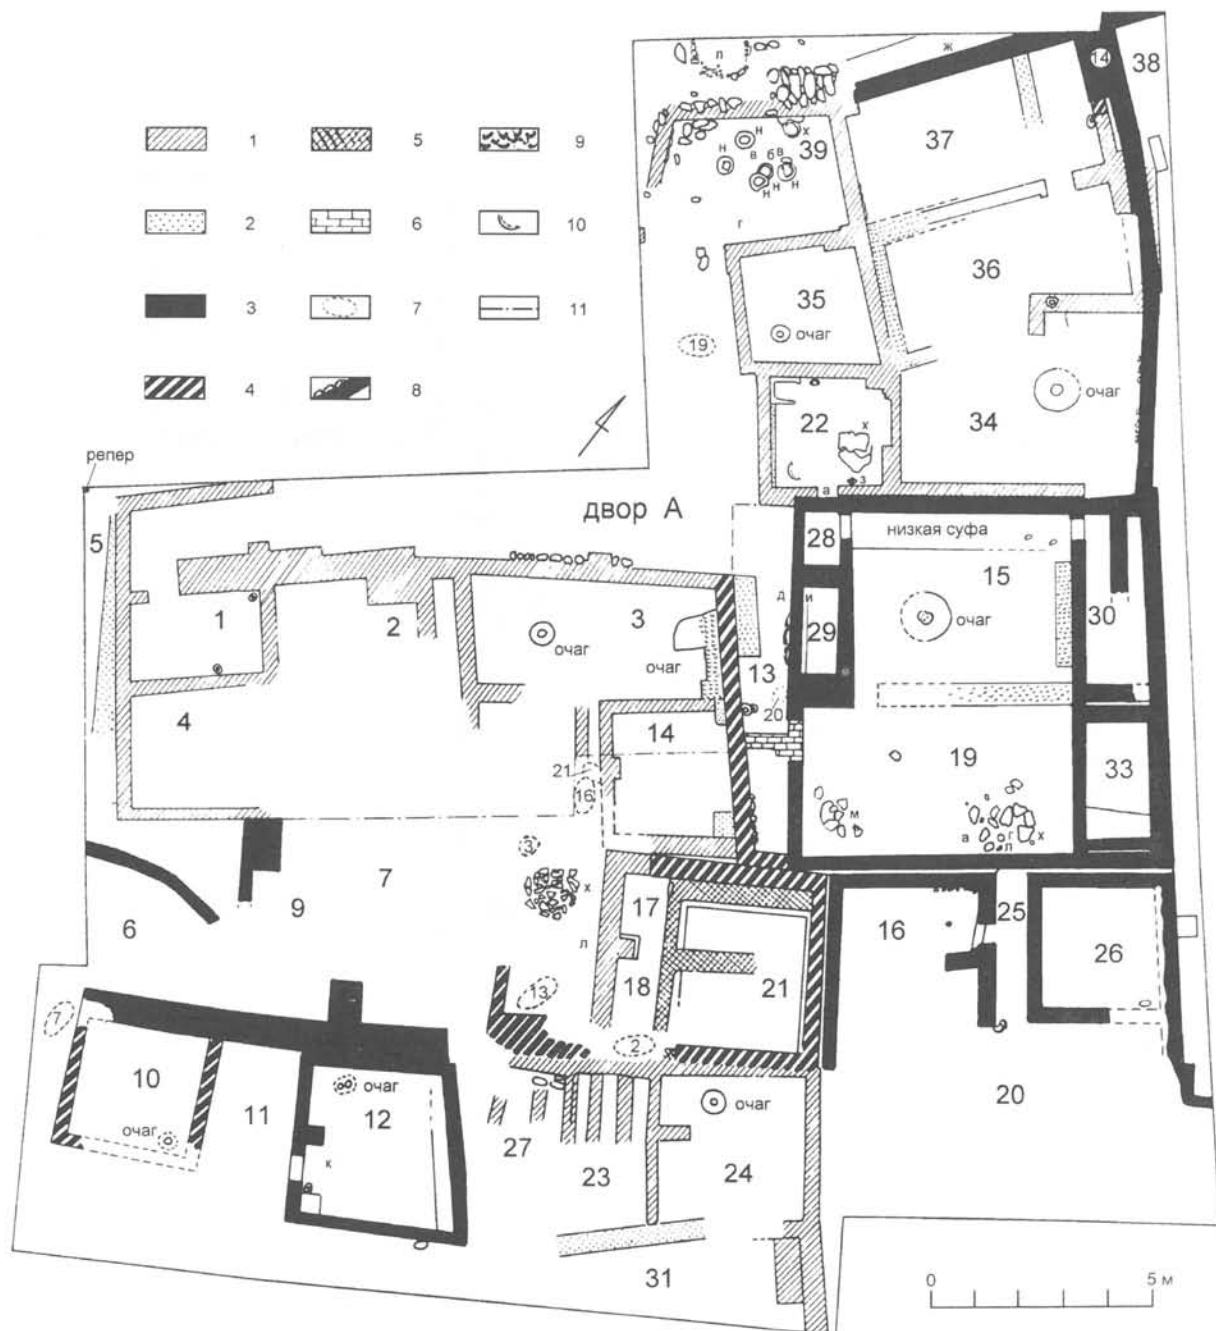 ж
14
38
л
х
39
37
н
н
в
б
в
н
н
н
г
1
5
9
2
6
10
3
7
11
4
8
36
35
очаг
19
очаг
22
х
34
а
з
репер
двор А
5
28
низкая суфа
15
д
и
29
очаг
30
1
2
3
очаг
очаг
13
20
4
14
21
16
19
33
м
а
г
л
х
3
7
х
9
6
л
17
16
25
26
18
21
13
7
2
10
очаг
11
12
очаг
к
очаг
20
27
23
24
31
0
5 м